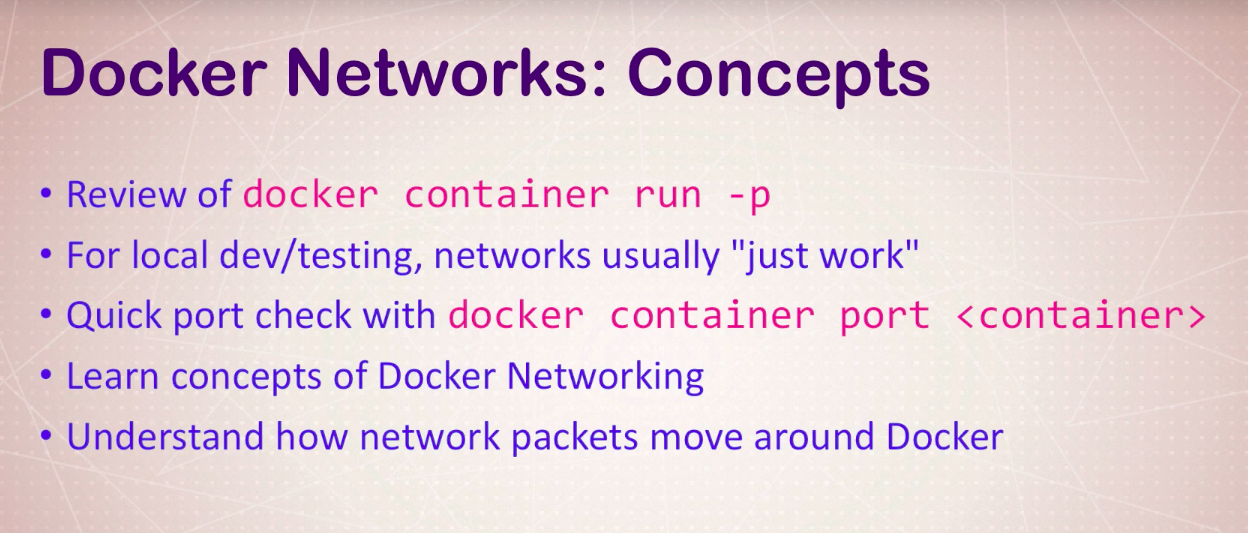 Docker Networks: Concepts
• Review of docker container run -p
• For local dev/testing, networks usually "just work"
• Quick port check with docker container port <container>
• Learn concepts of Docker Networking
• Understand how network packets move around Docker